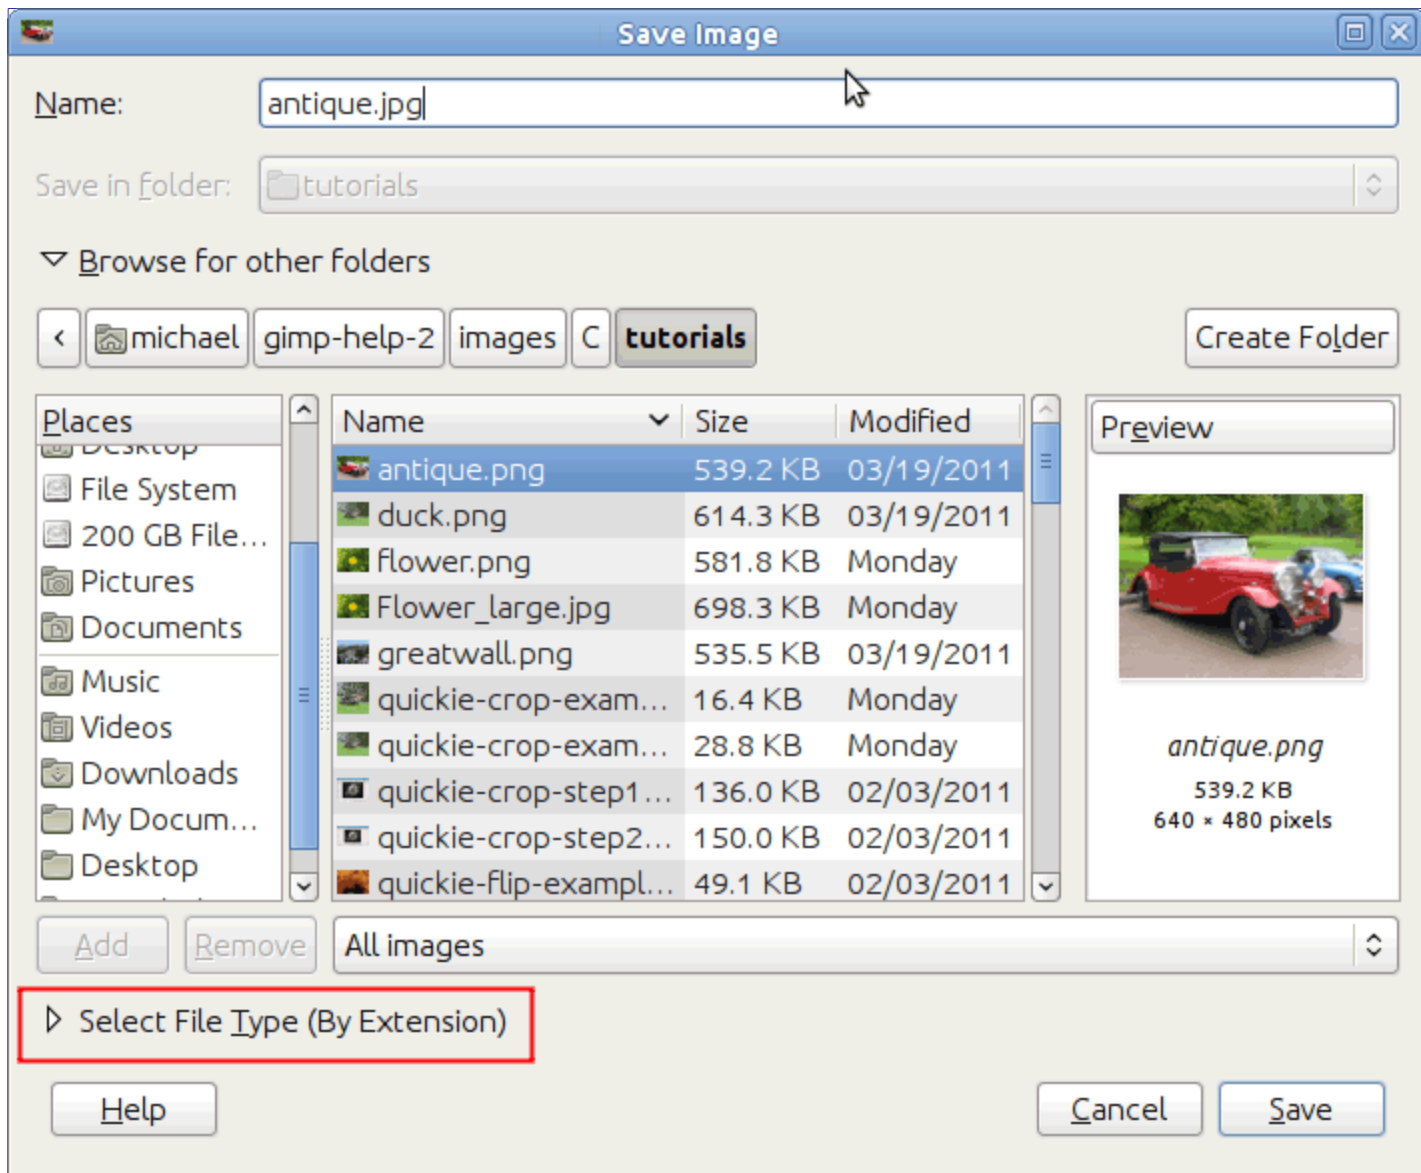 Save Image
Name: antique.jpg
Save in folder: tutorials
Browse for other folders
< michael gimp-help-2 images C tutorials Create Folder
Places Name Size Modified Preview
Desktop antique.png 539.2 KB 03/19/2011
File System duck.png 614.3 KB 03/19/2011
200 GB File... flower.png 581.8 KB Monday
Pictures Flower_large.jpg 698.3 KB Monday
Documents greatwall.png 535.5 KB 03/19/2011
Music quickie-crop-exam... 16.4 KB Monday
Videos quickie-crop-exam... 28.8 KB Monday antique.png
Downloads quickie-crop-step1... 136.0 KB 02/03/2011 539.2 KB
My Docum... quickie-crop-step2... 150.0 KB 02/03/2011 640 × 480 pixels
Desktop quickie-flip-exampl... 49.1 KB 02/03/2011
Add Remove All images
Select File Type (By Extension)
Help Cancel Save